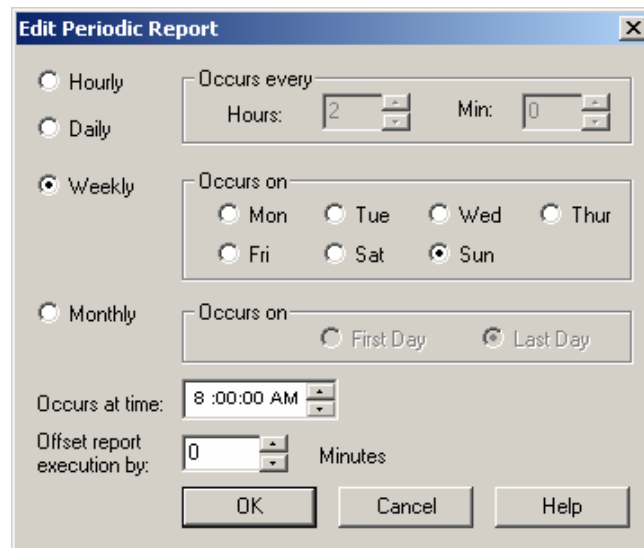 Edit Periodic Report
Hourly
Occurs every
Hours: 2 Min: 0
Daily
Weekly
Occurs on
Mon Tue Wed Thur
Fri Sat Sun
Monthly
Occurs on
First Day Last Day
Occurs at time: 8 :00:00 AM
Offset report
execution by: 0 Minutes
OK Cancel Help